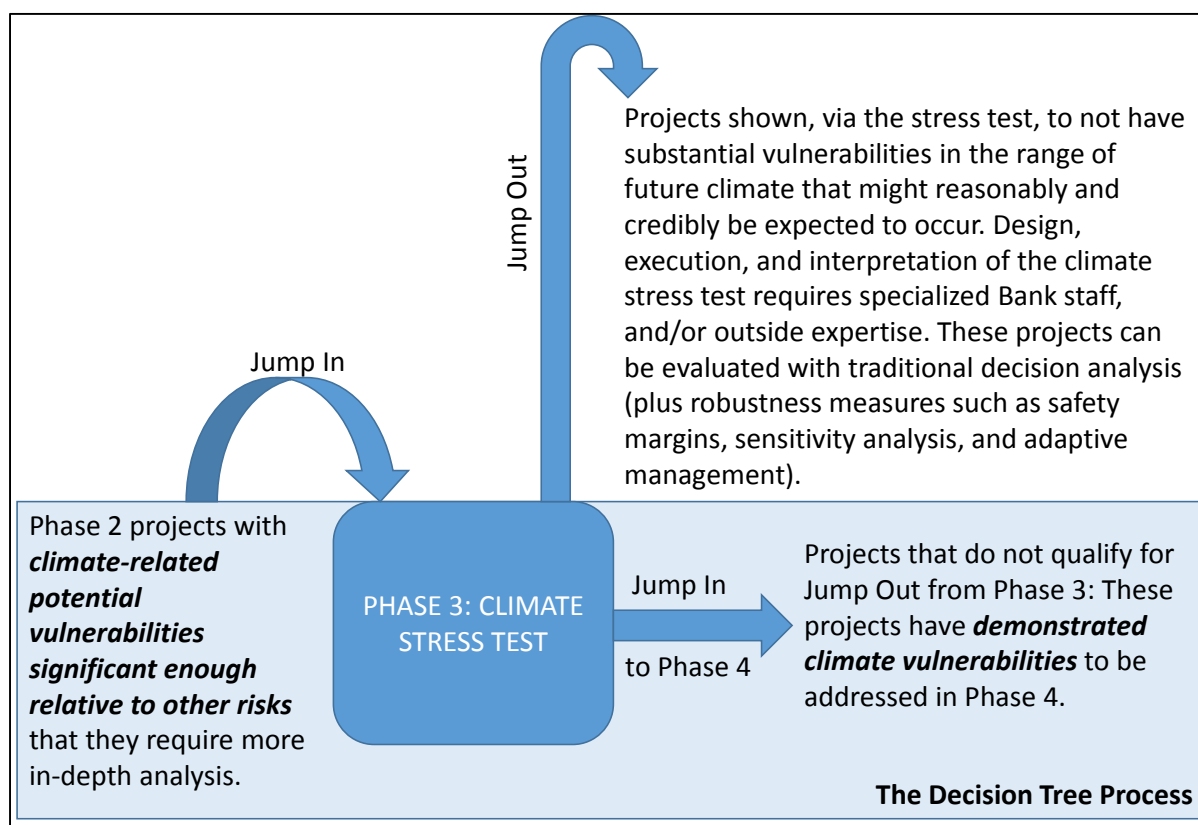 Jump Out
Projects shown, via the stress test, to not have
substantial vulnerabilities in the range of
future climate that might reasonably and
credibly be expected to occur. Design,
execution, and interpretation of the climate
stress test requires specialized Bank staff,
and/or outside expertise. These projects can
be evaluated with traditional decision analysis
(plus robustness measures such as safety
margins, sensitivity analysis, and adaptive
management).
Jump In
Phase 2 projects with
climate-related
potential
vulnerabilities
significant enough
relative to other risks
that they require more
in-depth analysis.
PHASE 3: CLIMATE
STRESS TEST
Jump In
to Phase 4
Projects that do not qualify for
Jump Out from Phase 3: These
projects have demonstrated
climate vulnerabilities to be
addressed in Phase 4.
The Decision Tree Process